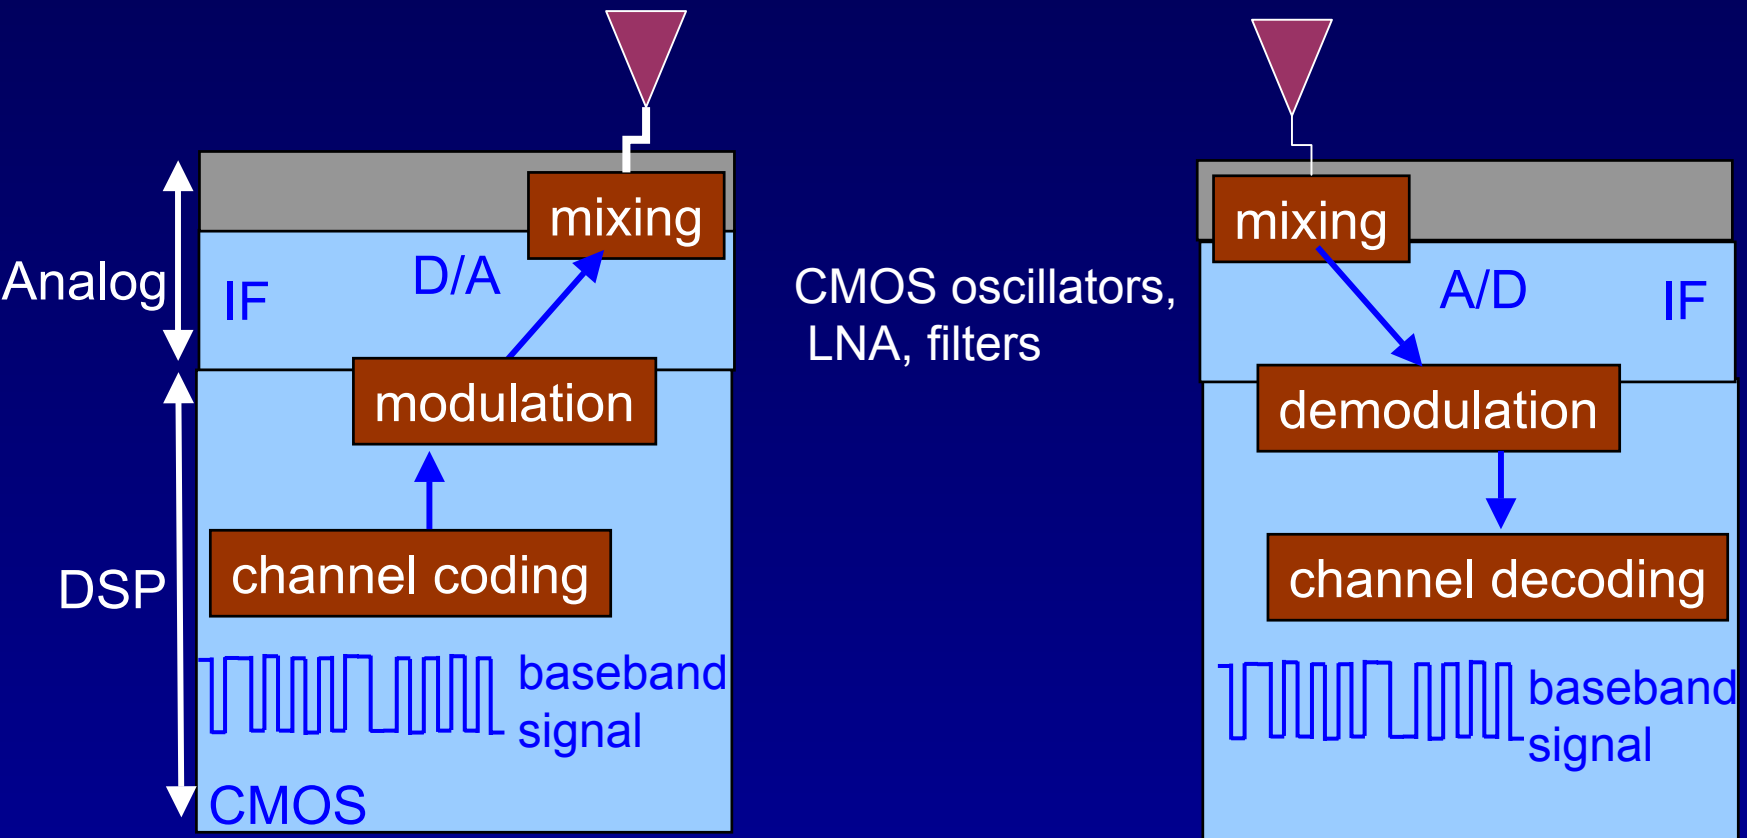 Analog
DSP
mixing
IF
D/A
modulation
channel coding
baseband
signal
CMOS
CMOS oscillators,
LNA, filters
mixing
A/D
IF
demodulation
channel decoding
baseband
signal